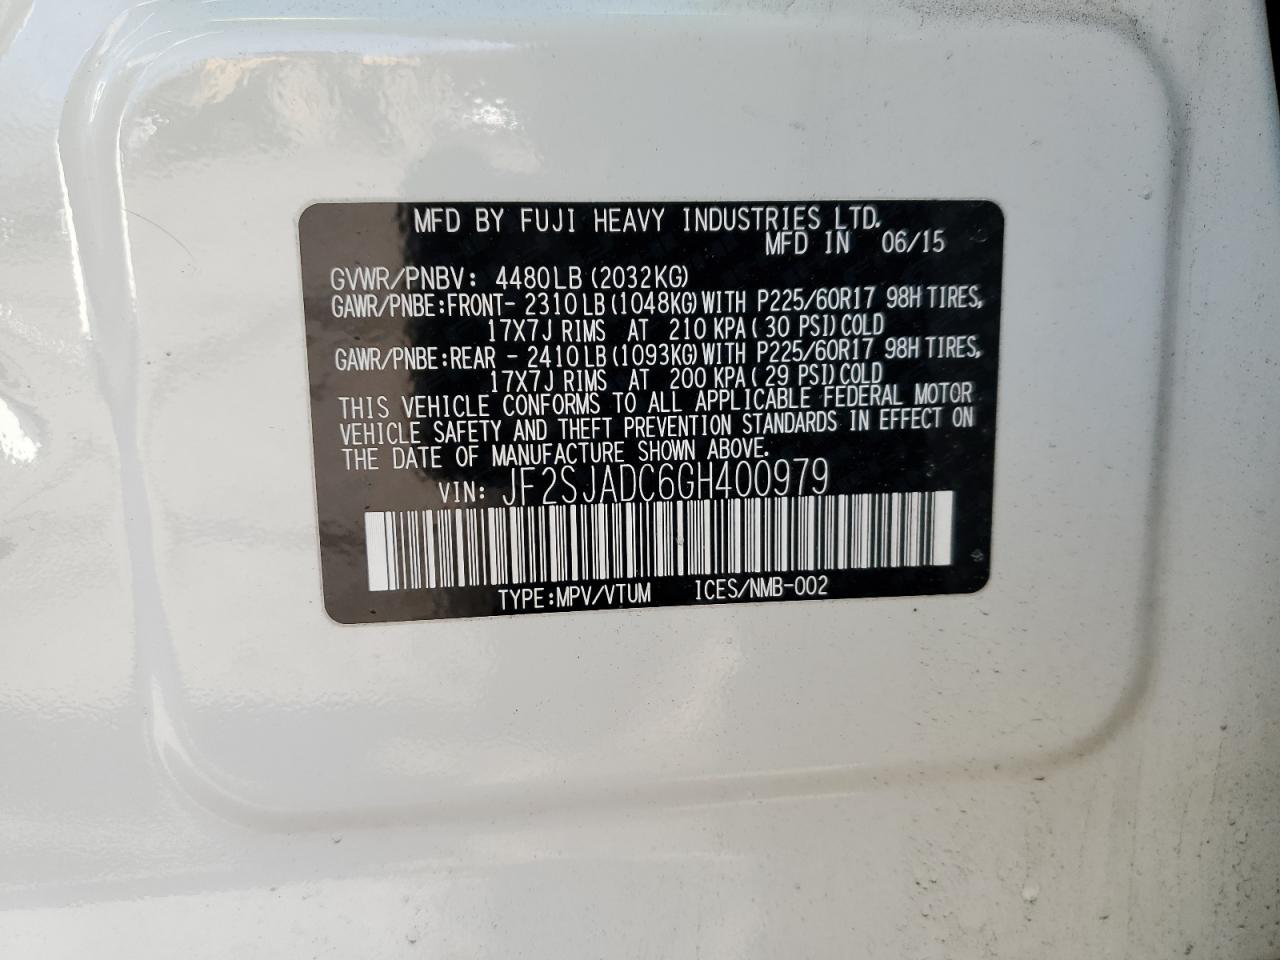 MFD BY FUJI HEAVY INDUSTRIES LTD.
MFD IN 06/15
GVWR/PNBV: 4480LB (2032KG)
GAWR/PNBE:FRONT- 2310 LB (1048KG) WITH P225/60R17 98H TIRES,
17X7J RIMS AT 210 KPA ( 30 PSI) COLD
GAWR/PNBE:REAR - 2410 LB (1093KG) WITH P225/60R17 98H TIRES,
17X7J RIMS AT 200 KPA ( 29 PSI) COLD
THIS VEHICLE CONFORMS TO ALL APPLICABLE FEDERAL MOTOR
VEHICLE SAFETY AND THEFT PREVENTION STANDARDS IN EFFECT ON
THE DATE OF MANUFACTURE SHOWN ABOVE.
VIN: JF2SJADC6GH400979
TYPE:MPV/VTUM ICES/NMB-002